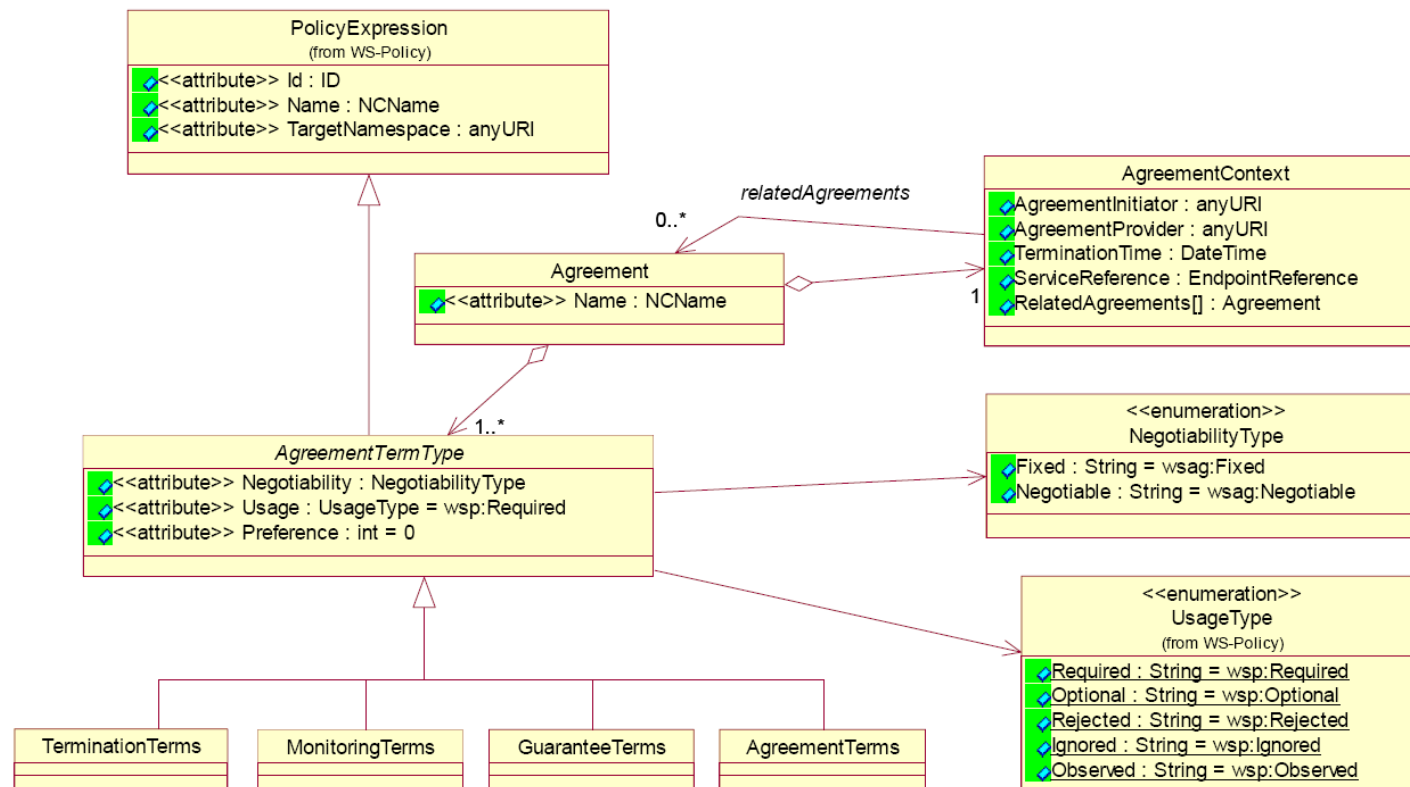 PolicyExpression
(from WS-Policy)
<<attribute>> Id : ID
<<attribute>> Name : NCName
<<attribute>> TargetNamespace : anyURI
relatedAgreements
0..*
AgreementContext
AgreementInitiator : anyURI
AgreementProvider : anyURI
TerminationTime : DateTime
ServiceReference : EndpointReference
RelatedAgreements[] : Agreement
1
Agreement
<<attribute>> Name : NCName
1..*
AgreementTermType
<<attribute>> Negotiability : NegotiabilityType
<<attribute>> Usage : UsageType = wsp:Required
<<attribute>> Preference : int = 0
<<enumeration>>
NegotiabilityType
Fixed : String = wsag:Fixed
Negotiable : String = wsag:Negotiable
<<enumeration>>
UsageType
(from WS-Policy)
Required : String = wsp:Required
Optional : String = wsp:Optional
Rejected : String = wsp:Rejected
Ignored : String = wsp:Ignored
Observed : String = wsp:Observed
TerminationTerms
MonitoringTerms
GuaranteeTerms
AgreementTerms